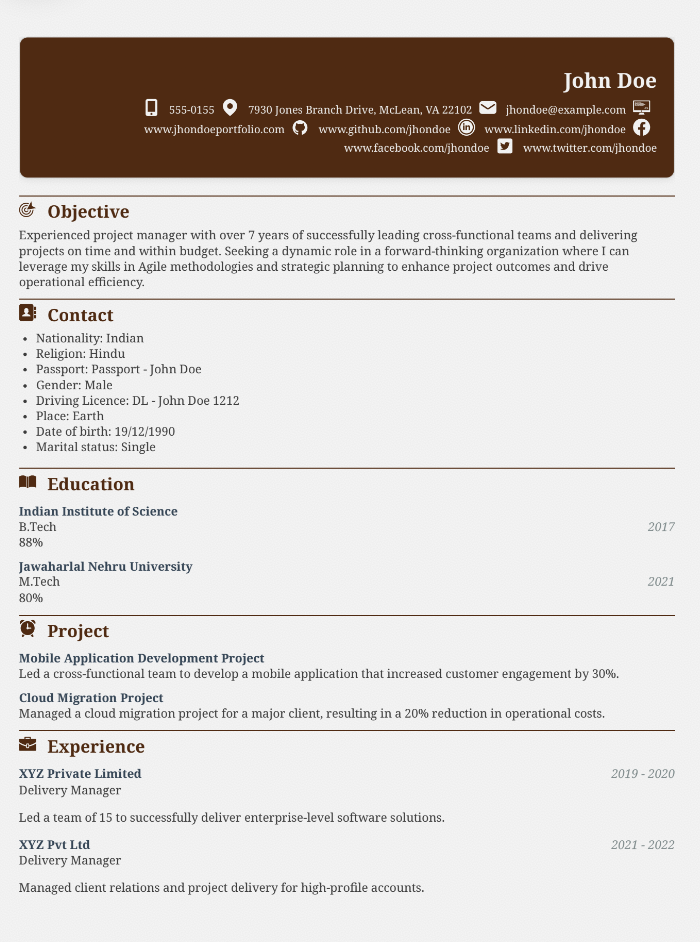 John Doe
555-0155 7930 Jones Branch Drive, McLean, VA 22102 jhondoe@example.com
www.jhondoeportfolio.com www.github.com/jhondoe www.linkedin.com/jhondoe
www.facebook.com/jhondoe www.twitter.com/jhondoe
Objective
Experienced project manager with over 7 years of successfully leading cross-functional teams and delivering
projects on time and within budget. Seeking a dynamic role in a forward-thinking organization where I can
leverage my skills in Agile methodologies and strategic planning to enhance project outcomes and drive
operational efficiency.
Contact
• Nationality: Indian
• Religion: Hindu
• Passport: Passport - John Doe
• Gender: Male
• Driving Licence: DL - John Doe 1212
• Place: Earth
• Date of birth: 19/12/1990
• Marital status: Single
Education
Indian Institute of Science
B.Tech 2017
88%
Jawaharlal Nehru University
M.Tech 2021
80%
Project
Mobile Application Development Project
Led a cross-functional team to develop a mobile application that increased customer engagement by 30%.
Cloud Migration Project
Managed a cloud migration project for a major client, resulting in a 20% reduction in operational costs.
Experience
XYZ Private Limited 2019 - 2020
Delivery Manager
Led a team of 15 to successfully deliver enterprise-level software solutions.
XYZ Pvt Ltd 2021 - 2022
Delivery Manager
Managed client relations and project delivery for high-profile accounts.